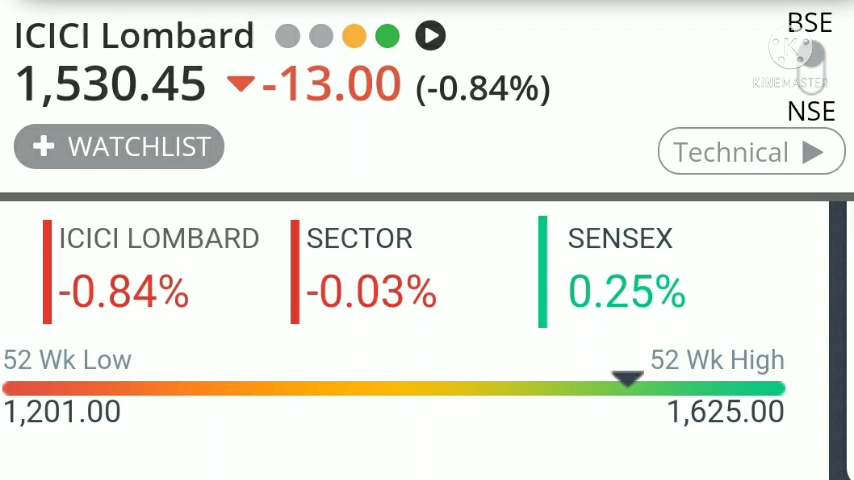 ICICI Lombard
BSE
1,530.45 -13.00 (-0.84%)
KINEMASTER
NSE
+ WATCHLIST
Technical
ICICI LOMBARD SECTOR SENSEX
-0.84% -0.03% 0.25%
52 Wk Low 52 Wk High
1,201.00 1,625.00